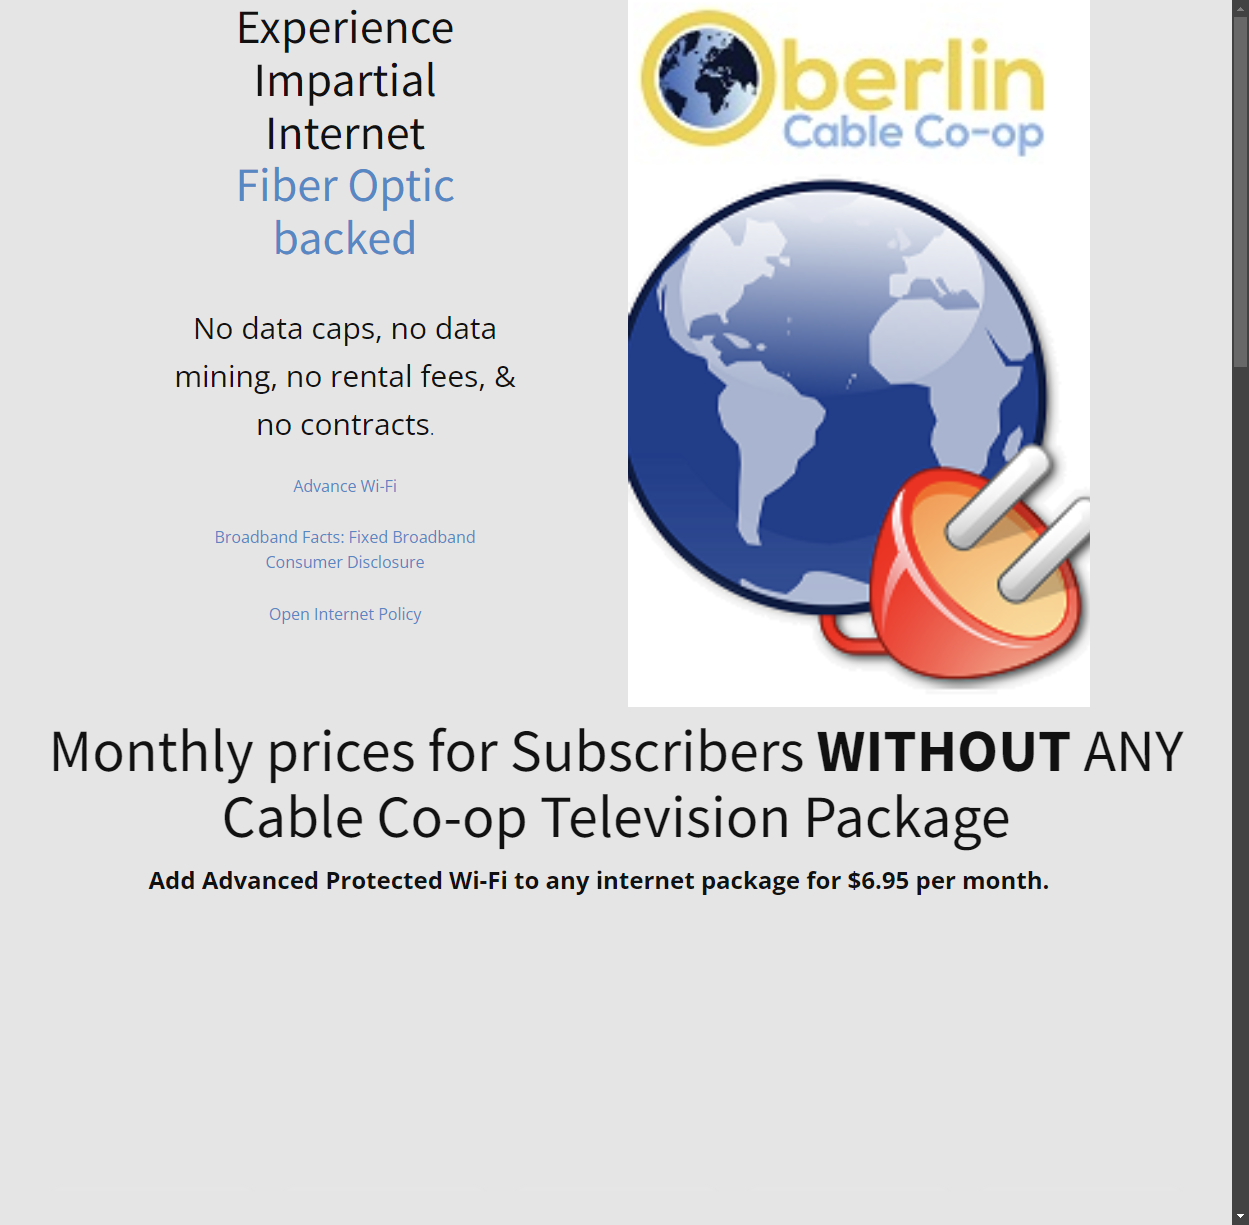 Experience
Impartial
Internet
Fiber Optic
backed
No data caps, no data
mining, no rental fees, &
no contracts.
Advance Wi-Fi
Broadband Facts: Fixed Broadband
Consumer Disclosure
Open Internet Policy
Oberlin
Cable Co-op
Monthly prices for Subscribers WITHOUT ANY
Cable Co-op Television Package
Add Advanced Protected Wi-Fi to any internet package for $6.95 per month.